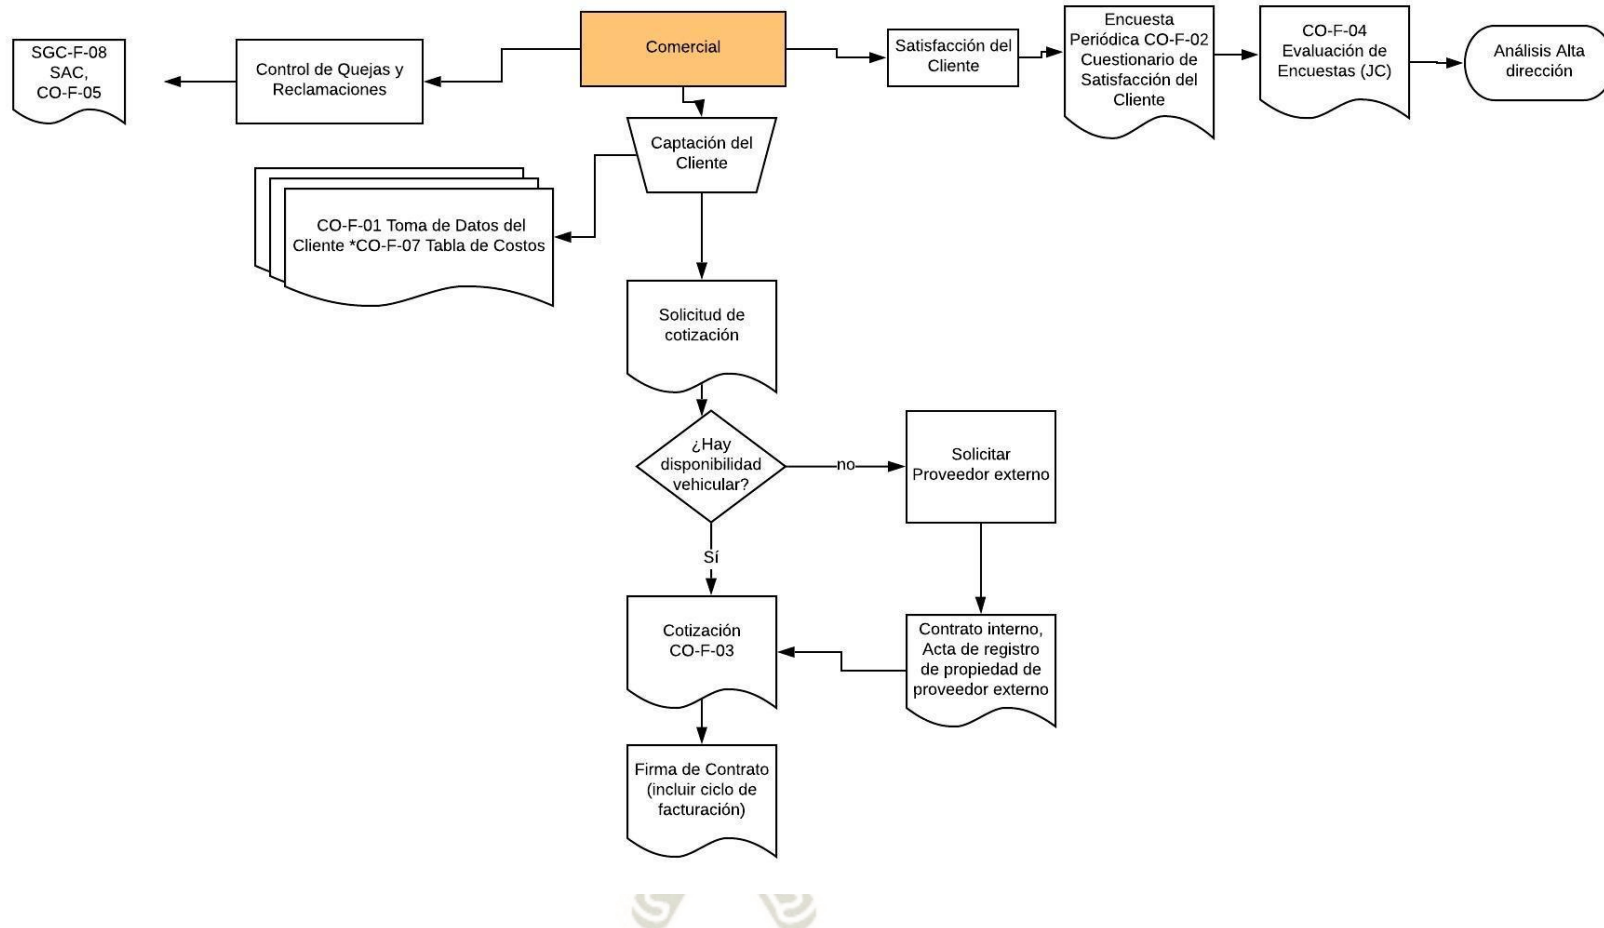 SGC-F-08
SAC,
CO-F-05
Control de Quejas y
Reclamaciones
Comercial
Satisfacción del
Cliente
Encuesta
Periódica CO-F-02
Cuestionario de
Satisfacción del
Cliente
CO-F-04
Evaluación de
Encuestas (JC)
Análisis Alta
dirección
Captación del
Cliente
CO-F-01 Toma de Datos del
Cliente *CO-F-07 Tabla de Costos
Solicitud de
cotización
¿Hay
disponibilidad
vehicular?
no
Solicitar
Proveedor externo
Sí
Cotización
CO-F-03
Contrato interno,
Acta de registro
de propiedad de
proveedor externo
Firma de Contrato
(incluir ciclo de
facturación)